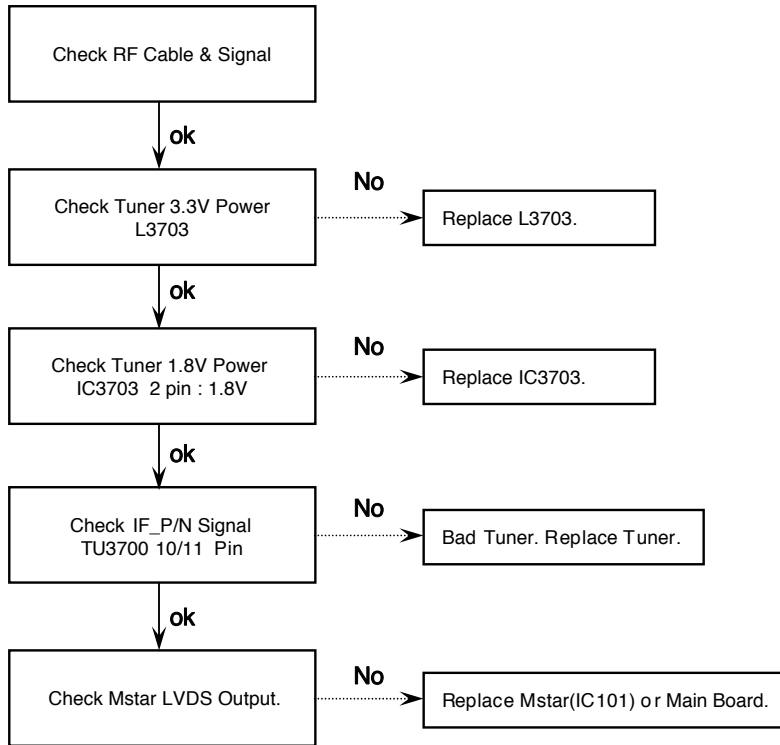 Check RF Cable & Signal
ok
Check Tuner 3.3V Power
L3703
No
Replace L3703.
ok
Check Tuner 1.8V Power
IC3703 2 pin : 1.8V
No
Replace IC3703.
ok
Check IF_P/N Signal
TU3700 10/11 Pin
No
Bad Tuner. Replace Tuner.
ok
Check Mstar LVDS Output.
No
Replace Mstar(IC101) or Main Board.